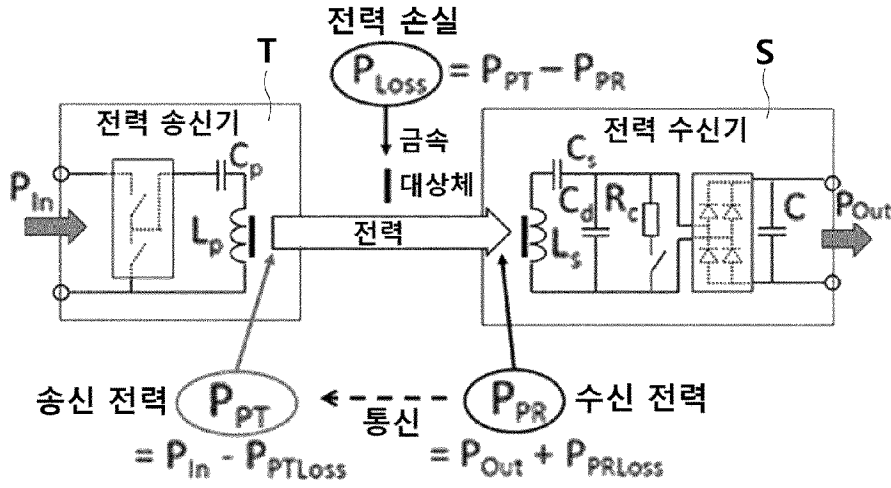 전력 손실
T
P_Loss = P_PT – P_PR
S
전력 송신기
전력 수신기
금속
대상체
C_p
C_s
P_In
L_p
전력
L_s
C_d
R_c
C
P_Out
송신 전력
P_PT
통신
P_PR
수신 전력
= P_In - P_PTLoss
= P_Out + P_PRLoss